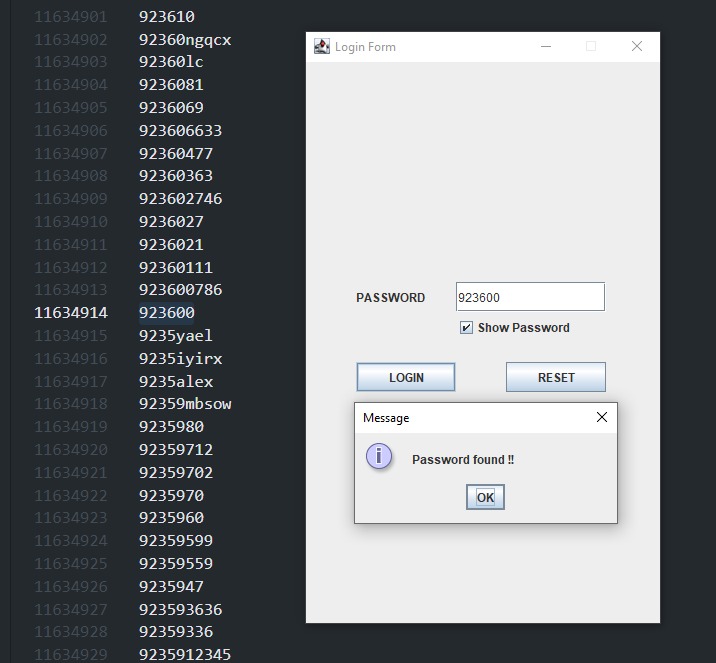 11634901 923610
11634902 92360ngqcx
11634903 92360lc
11634904 9236081
11634905 9236069
11634906 923606633
11634907 92360477
11634908 92360363
11634909 923602746
11634910 9236027
11634911 9236021
11634912 92360111
11634913 923600786
11634914 923600
11634915 9235yael
11634916 9235iyirx
11634917 9235alex
11634918 92359mbsow
11634919 9235980
11634920 92359712
11634921 92359702
11634922 9235970
11634923 9235960
11634924 92359599
11634925 92359559
11634926 9235947
11634927 923593636
11634928 92359336
11634929 9235912345
Login Form
PASSWORD 923600
Show Password
LOGIN RESET
Message
Password found !!
OK